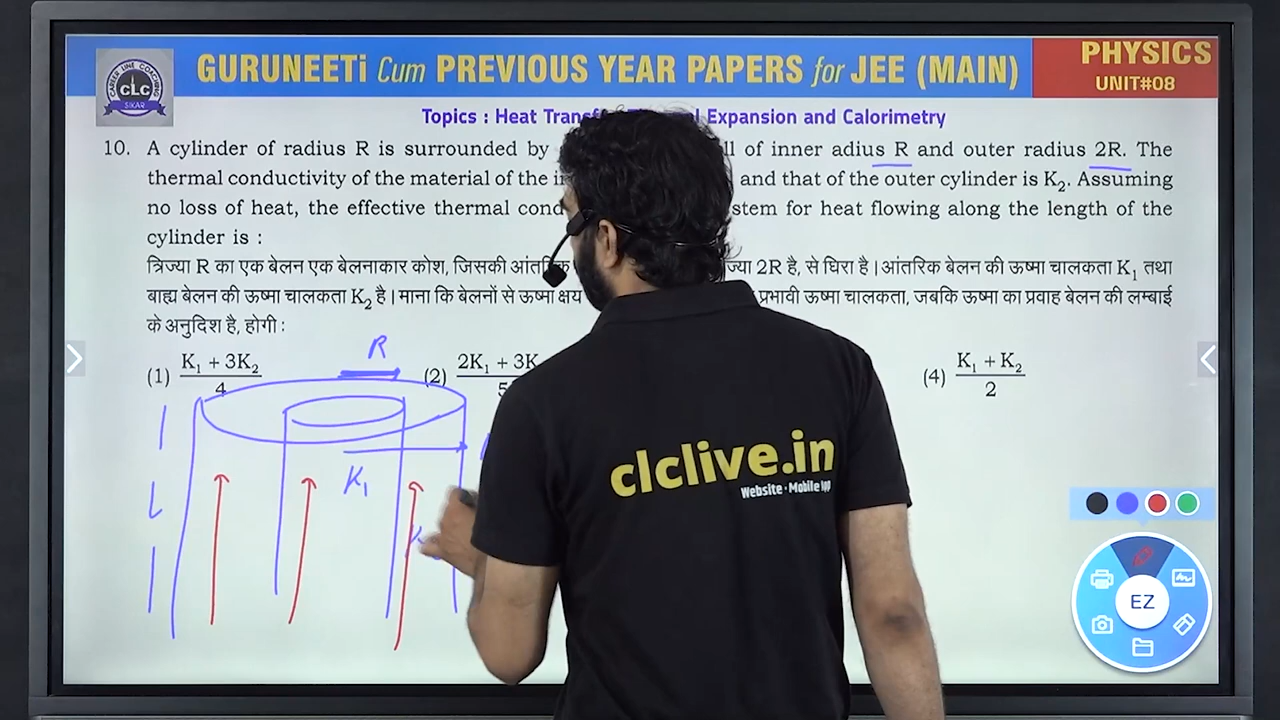 GURUNEETi Cum PREVIOUS YEAR PAPERS for JEE (MAIN)
PHYSICS
UNIT#08
CAREER LINE COACHING
CLC
SIKAR
Topics : Heat Expansion and Calorimetry
10. A cylinder of radius R is surrounded by of inner adius R and outer radius 2R. The
thermal conductivity of the material of the and that of the outer cylinder is K2. Assuming
no loss of heat, the effective thermal for heat flowing along the length of the
cylinder is :
त्रिज्या R का एक बेलन एक बेलनाकार कोश, जिसकी 2R है, से घिरा है। आंतरिक बेलन की ऊष्मा चालकता K1 तथा
बाह्य बेलन की ऊष्मा चालकता K2 है। माना कि बेलनों से ऊष्मा क्षय प्रभावी ऊष्मा चालकता, जबकि ऊष्मा का प्रवाह बेलन की लम्बाई
के अनुदिश है, होगी :
R
(1) K1 + 3K2 / 4 (2) 2K1 + 3K (4) K1 + K2 / 2
K1
L
clclive.in
Website · Mobile App
EZ